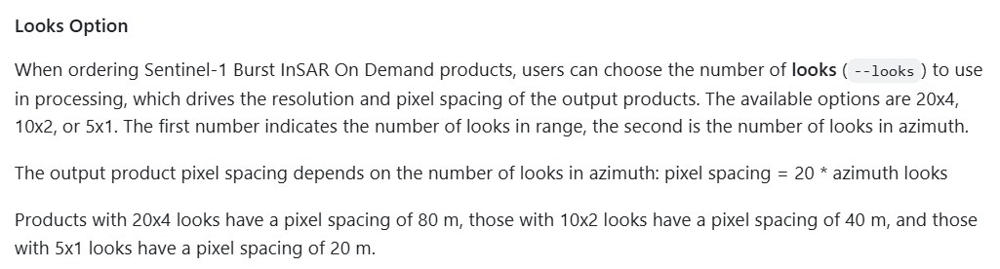 Looks Option
When ordering Sentinel-1 Burst InSAR On Demand products, users can choose the number of looks ( --looks ) to use
in processing, which drives the resolution and pixel spacing of the output products. The available options are 20x4,
10x2, or 5x1. The first number indicates the number of looks in range, the second is the number of looks in azimuth.
The output product pixel spacing depends on the number of looks in azimuth: pixel spacing = 20 * azimuth looks
Products with 20x4 looks have a pixel spacing of 80 m, those with 10x2 looks have a pixel spacing of 40 m, and those
with 5x1 looks have a pixel spacing of 20 m.